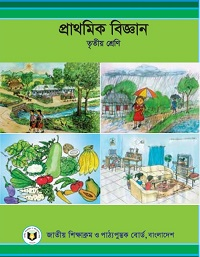 প্রাথমিক বিজ্ঞান
তৃতীয় শ্রেণি
জাতীয় শিক্ষাক্রম ও পাঠ্যপুস্তক বোর্ড, বাংলাদেশ